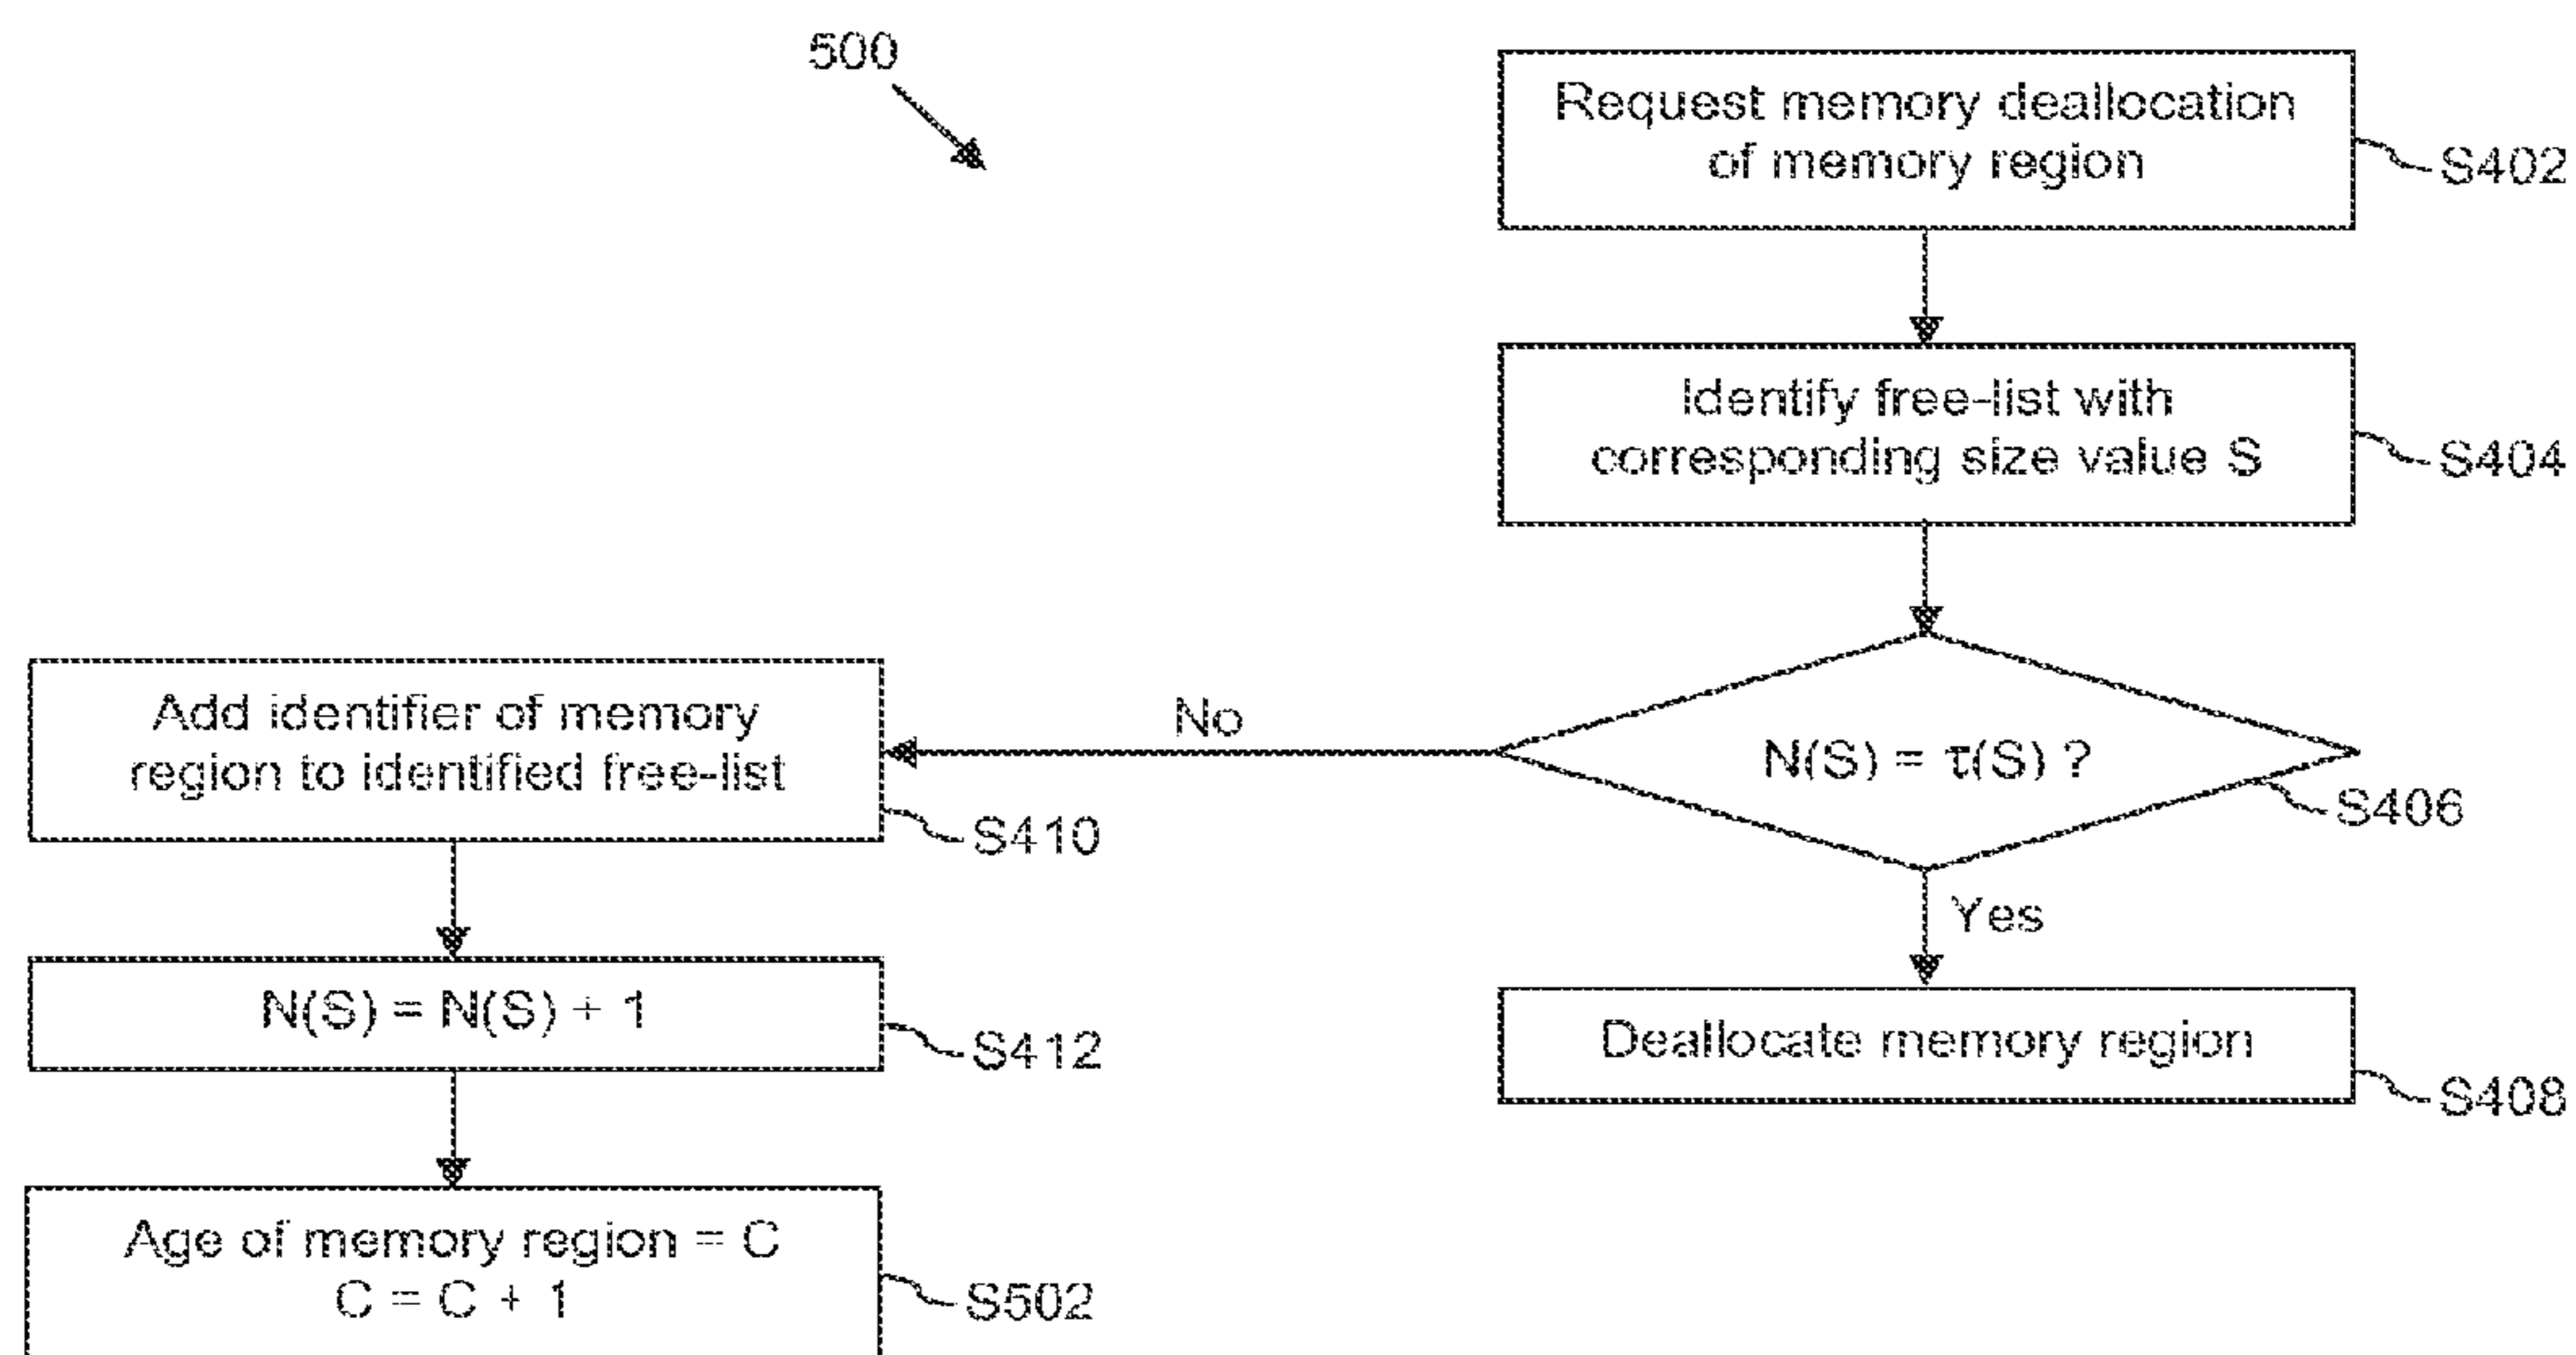 500
Request memory deallocation
of memory region
S402
Identify free-list with
corresponding size value S
S404
N(S) = τ(S) ?
S406
No
Yes
Add identifier of memory
region to identified free-list
S410
N(S) = N(S) + 1
S412
Deallocate memory region
S408
Age of memory region = C
C = C + 1
S502